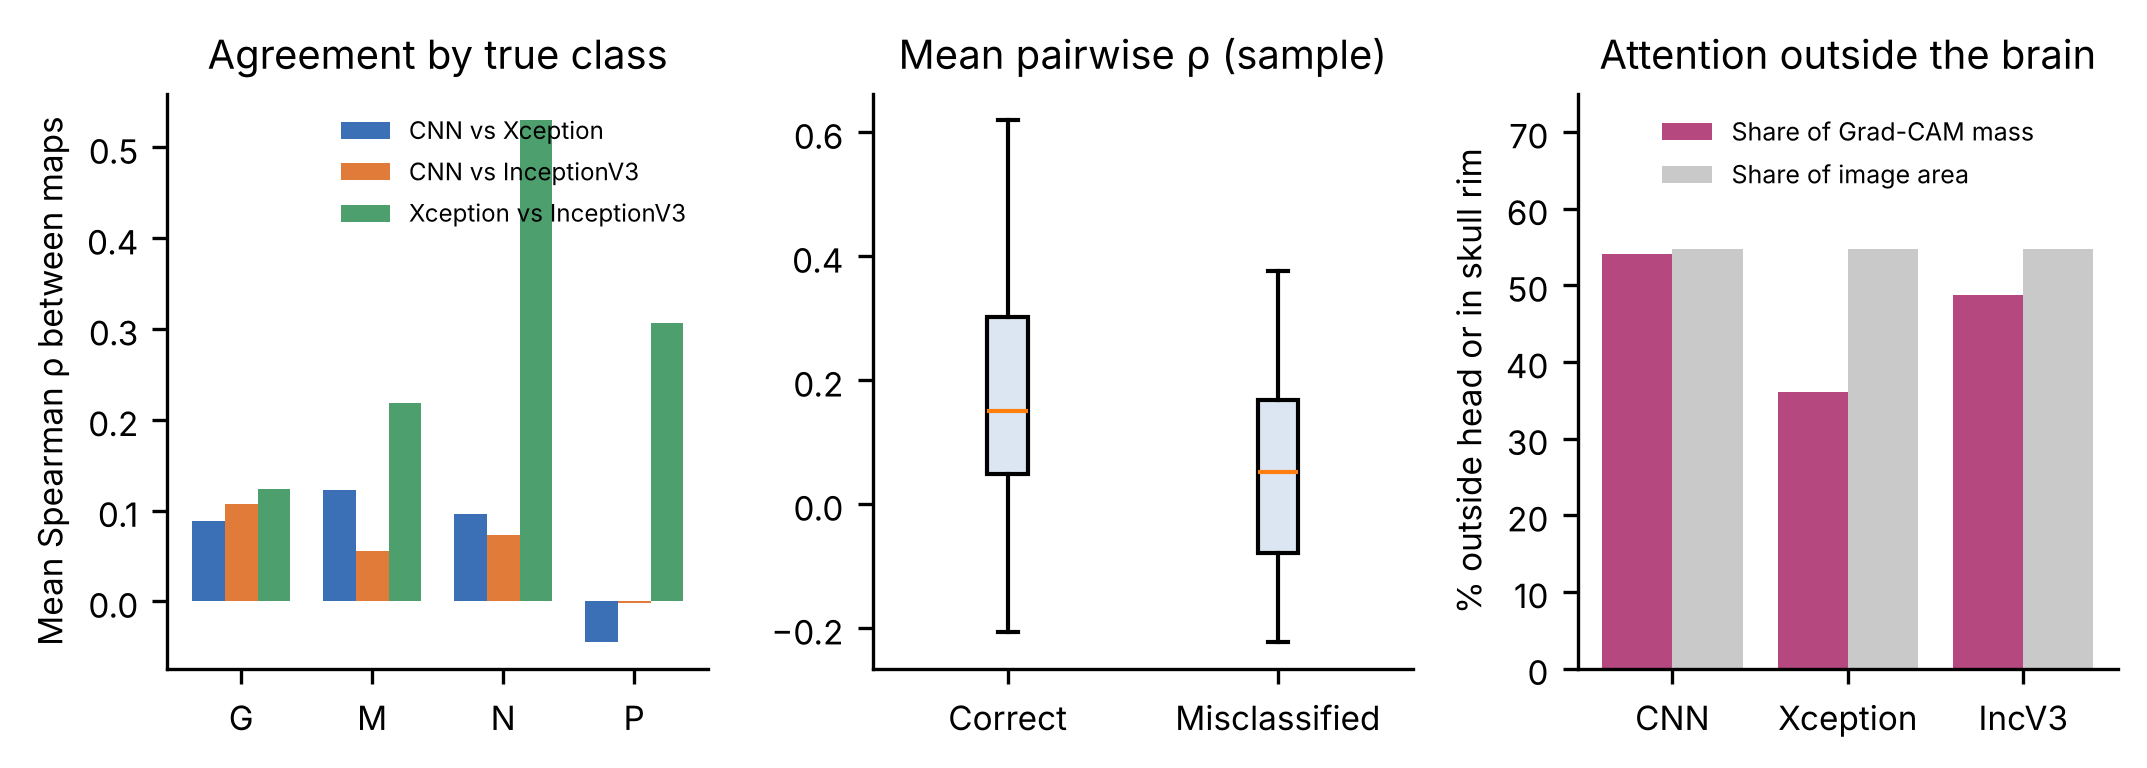 Agreement by true class
Mean Spearman ρ between maps
0.5
0.4
0.3
0.2
0.1
0.0
CNN vs Xception
CNN vs InceptionV3
Xception vs InceptionV3
G M N P
Mean pairwise ρ (sample)
0.6
0.4
0.2
0.0
−0.2
Correct Misclassified
Attention outside the brain
% outside head or in skull rim
70
60
50
40
30
20
10
0
Share of Grad-CAM mass
Share of image area
CNN Xception IncV3